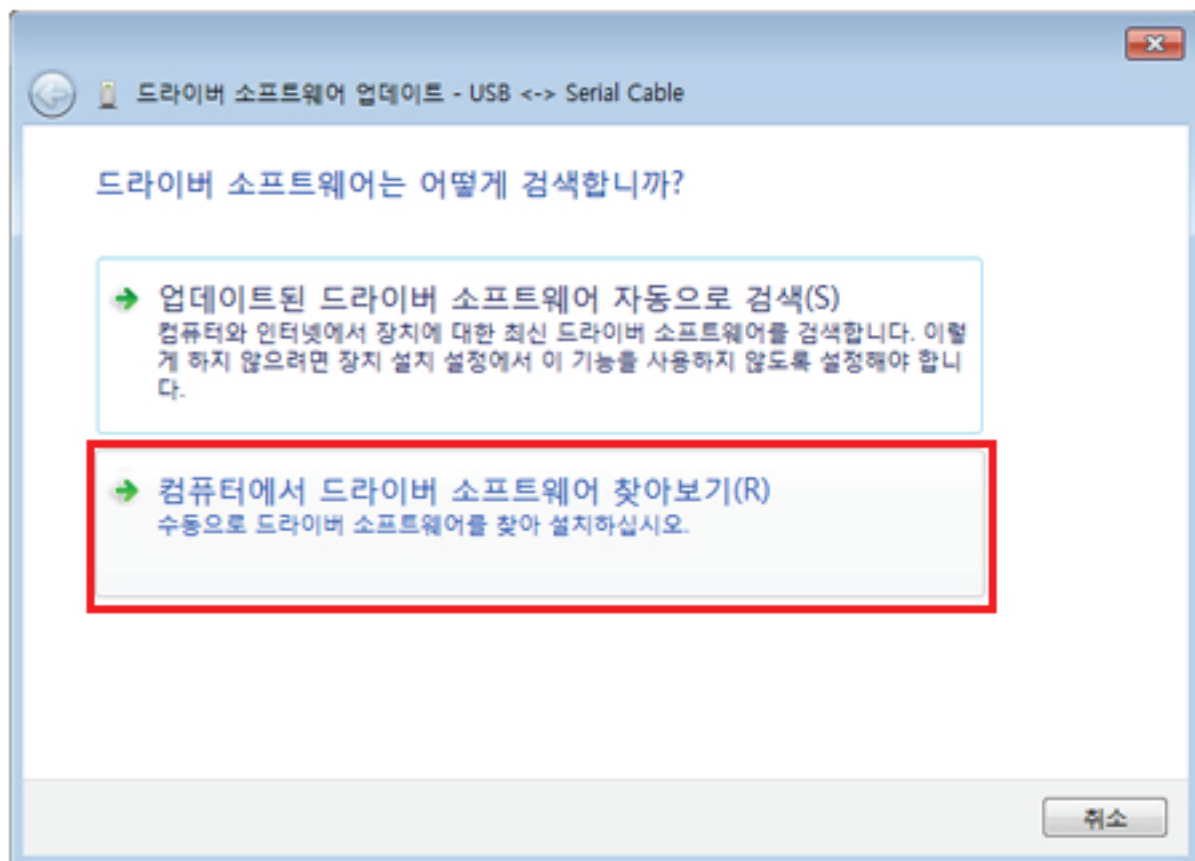 드라이버 소프트웨어 업데이트 - USB <-> Serial Cable
드라이버 소프트웨어는 어떻게 검색합니까?
업데이트된 드라이버 소프트웨어 자동으로 검색(S)
컴퓨터와 인터넷에서 장치에 대한 최신 드라이버 소프트웨어를 검색합니다. 이렇
게 하지 않으려면 장치 설치 설정에서 이 기능을 사용하지 않도록 설정해야 합니
다.
컴퓨터에서 드라이버 소프트웨어 찾아보기(R)
수동으로 드라이버 소프트웨어를 찾아 설치하십시오.
취소